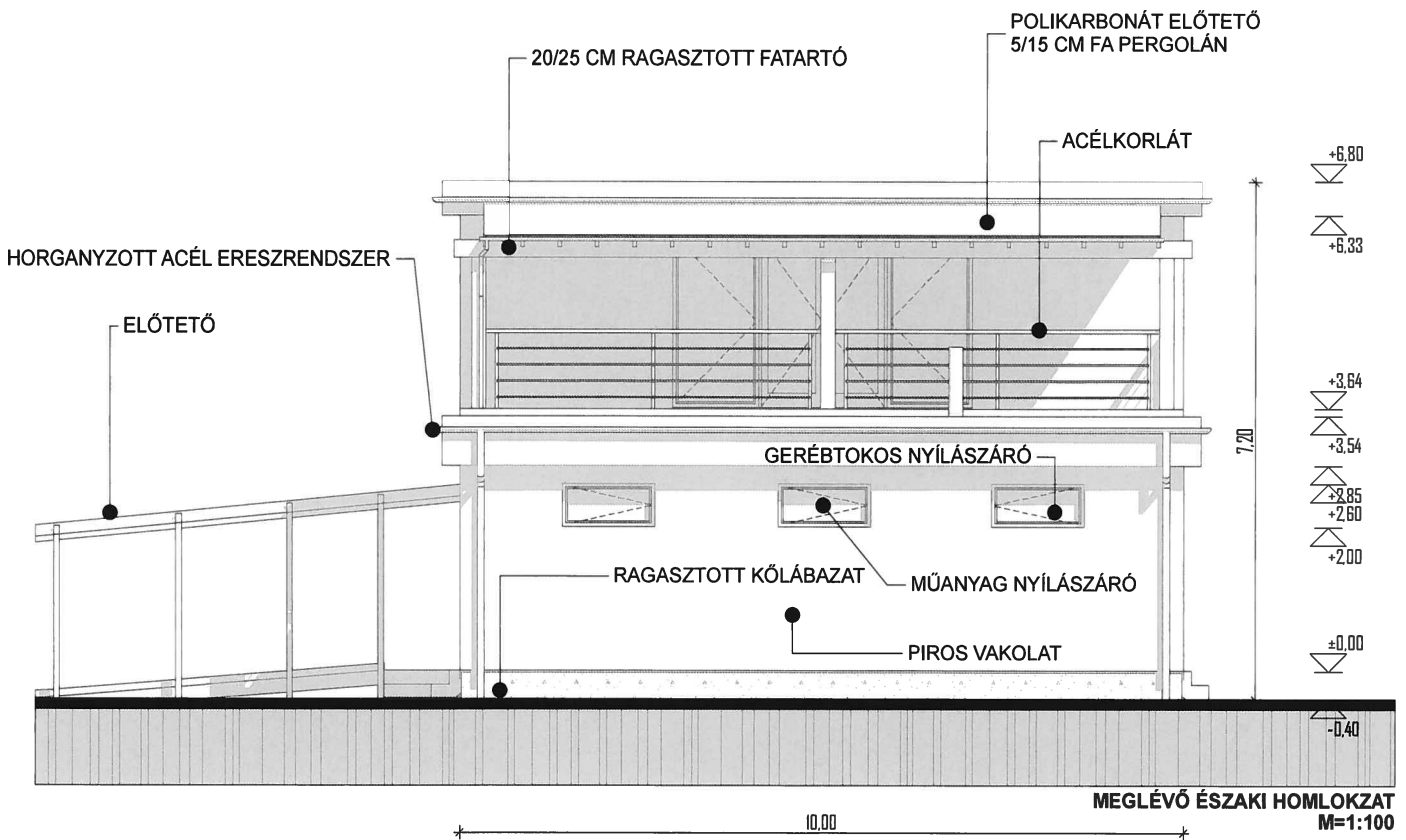 POLIKARBONÁT ELŐTETŐ
5/15 CM FA PERGOLÁN
20/25 CM RAGASZTOTT FATARTÓ
ACÉLKORLÁT
+6,80
+6,33
HORGANYZOTT ACÉL ERESZRENDSZER
ELŐTETŐ
+3,64
+3,54
7,20
GERÉBTOKOS NYÍLÁSZÁRÓ
+2,85
+2,60
+2,00
RAGASZTOTT KŐLÁBAZAT
MŰANYAG NYÍLÁSZÁRÓ
PIROS VAKOLAT
±0,00
-0,40
MEGLÉVŐ ÉSZAKI HOMLOKZAT
M=1:100
10,00